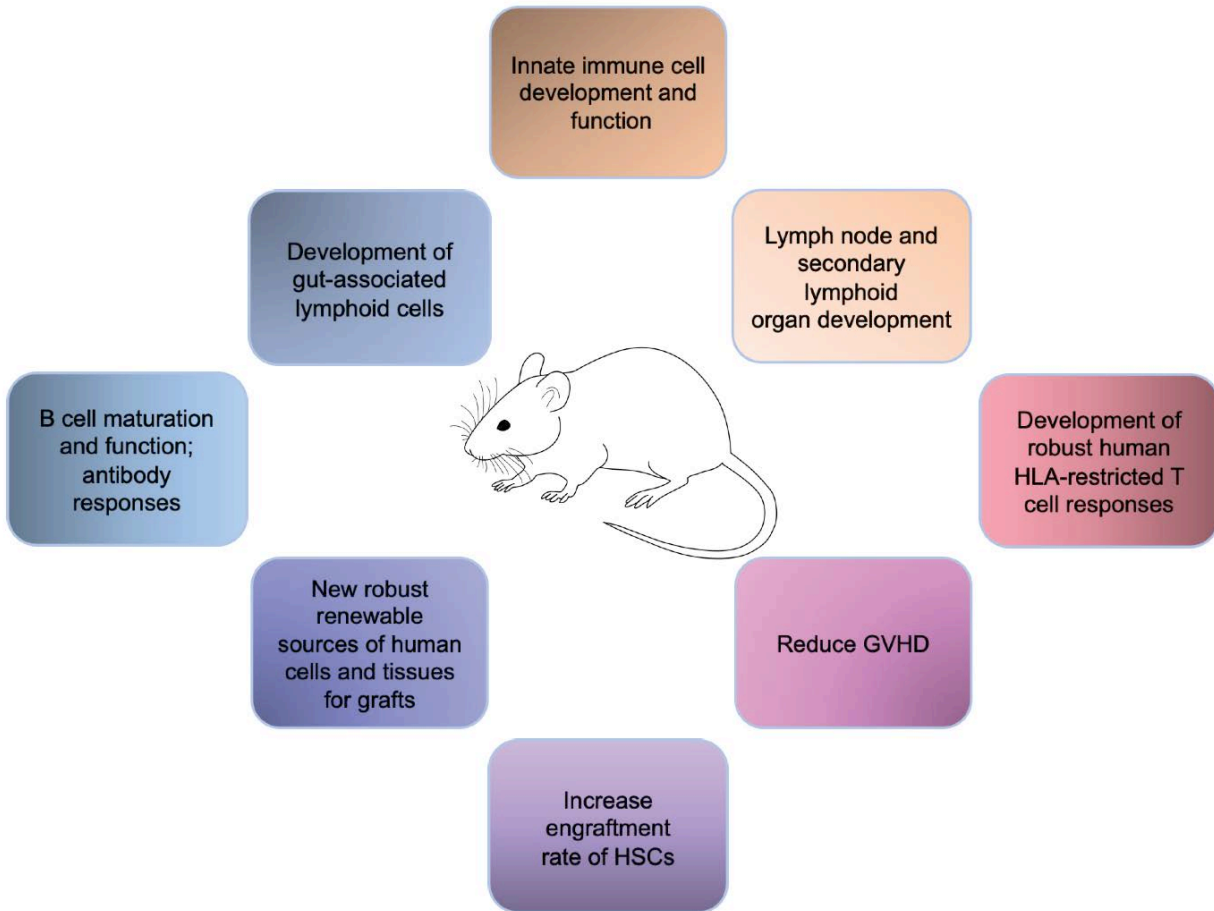 Innate immune cell
development and
function
Development of
gut-associated
lymphoid cells
Lymph node and
secondary
lymphoid
organ development
B cell maturation
and function;
antibody
responses
Development of
robust human
HLA-restricted T
cell responses
New robust
renewable
sources of human
cells and tissues
for grafts
Reduce GVHD
Increase
engraftment
rate of HSCs